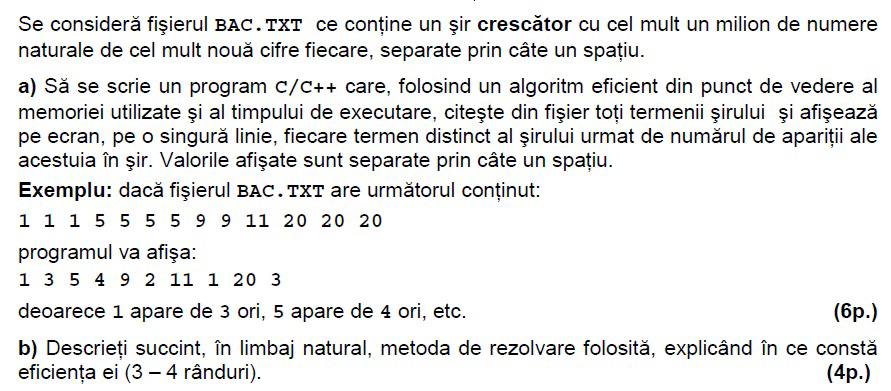 Se consideră fişierul BAC.TXT ce conţine un şir crescător cu cel mult un milion de numere
naturale de cel mult nouă cifre fiecare, separate prin câte un spaţiu.
a) Să se scrie un program C/C++ care, folosind un algoritm eficient din punct de vedere al
memoriei utilizate şi al timpului de executare, citeşte din fişier toţi termenii şirului şi afişează
pe ecran, pe o singură linie, fiecare termen distinct al şirului urmat de numărul de apariţii ale
acestuia în şir. Valorile afişate sunt separate prin câte un spaţiu.
Exemplu: dacă fişierul BAC.TXT are următorul conţinut:
1 1 1 5 5 5 5 9 9 11 20 20 20
programul va afişa:
1 3 5 4 9 2 11 1 20 3
deoarece 1 apare de 3 ori, 5 apare de 4 ori, etc. (6p.)
b) Descrieţi succint, în limbaj natural, metoda de rezolvare folosită, explicând în ce constă
eficienţa ei (3 – 4 rânduri). (4p.)